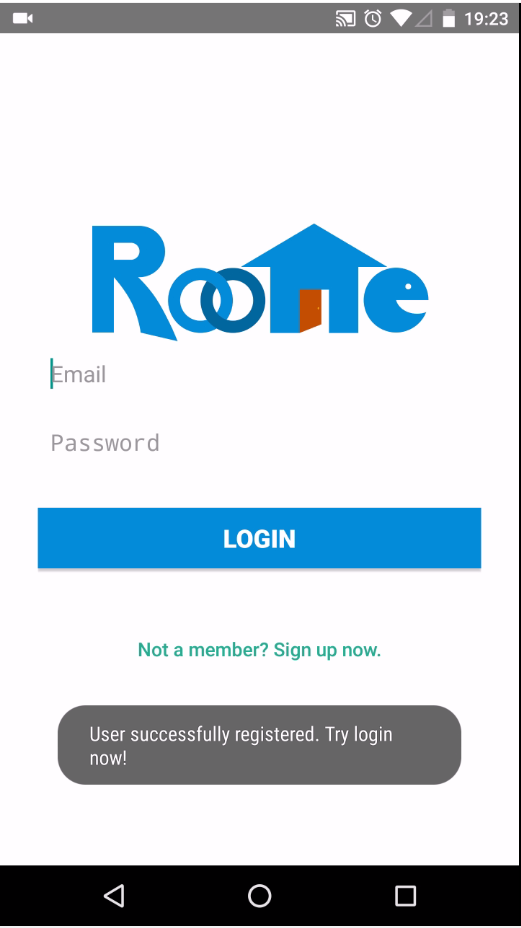 19:23
Roome
Email
Password
LOGIN
Not a member? Sign up now.
User successfully registered. Try login
now!